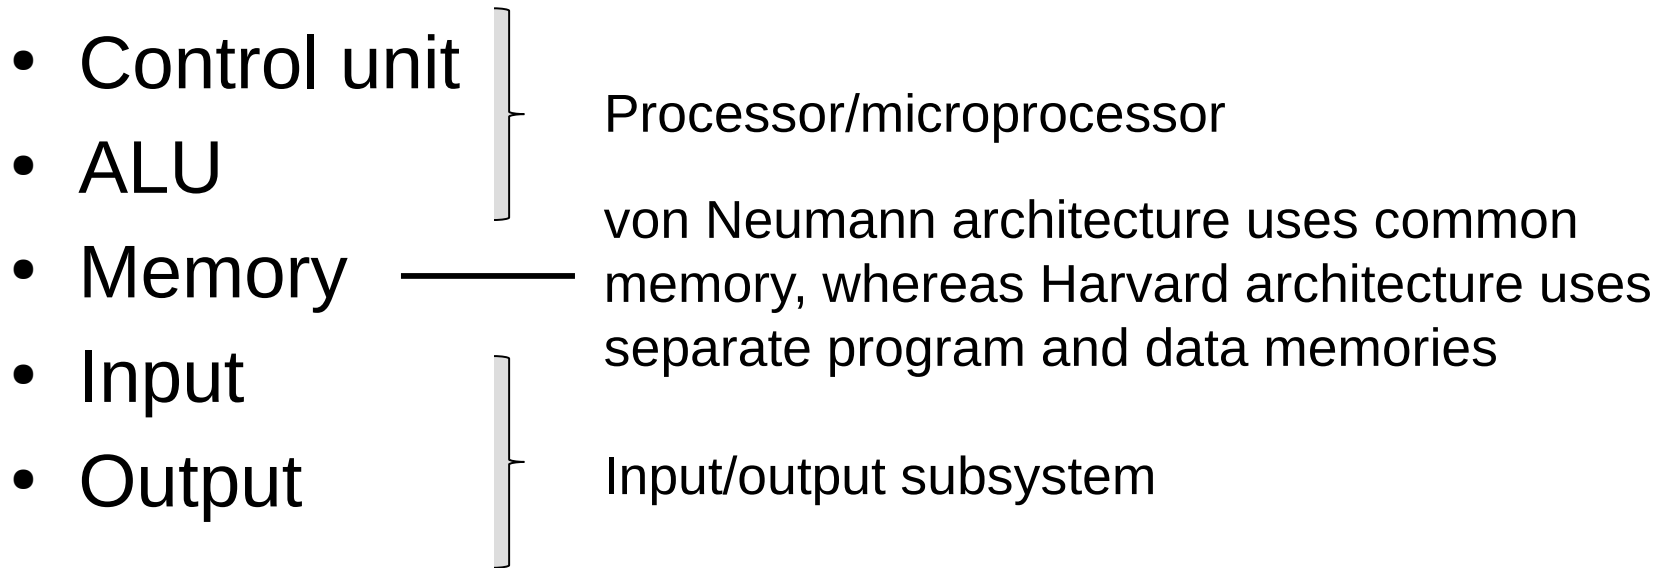 • Control unit
Processor/microprocessor
• ALU
• Memory
von Neumann architecture uses common
memory, whereas Harvard architecture uses
separate program and data memories
• Input
• Output
Input/output subsystem